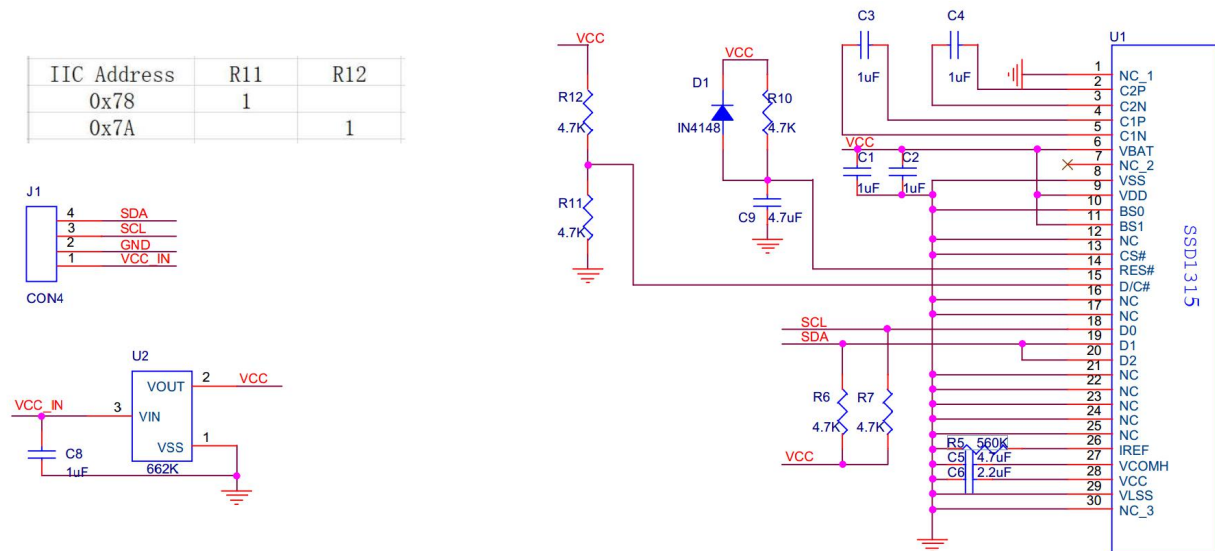 IIC Address R11 R12
0x78 1
0x7A 1
J1
4 SDA
3 SCL
2 GND
1 VCC_IN
CON4
U2
VOUT 2 VCC
VCC_IN 3 VIN
VSS 1
C8
1uF
662K
VCC
R12
4.7K
R11
4.7K
VCC
D1
IN4148
R10
4.7K
C9 4.7uF
C3
1uF
C4
1uF
VCC
C1
1uF
C2
1uF
SCL
SDA
R6
4.7K
R7
4.7K
VCC
R5 560K
C5 4.7uF
C6 2.2uF
U1
1 NC_1
2 C2P
3 C2N
4 C1P
5 C1N
6 VBAT
7 NC_2
8 VSS
9 VDD
10 BS0
11 BS1
12 NC
13 CS#
14 RES#
15 D/C#
16 NC
17 NC
18 D0
19 D1
20 D2
21 NC
22 NC
23 NC
24 NC
25 NC
26 IREF
27 VCOMH
28 VCC
29 VLSS
30 NC_3
SSD1315